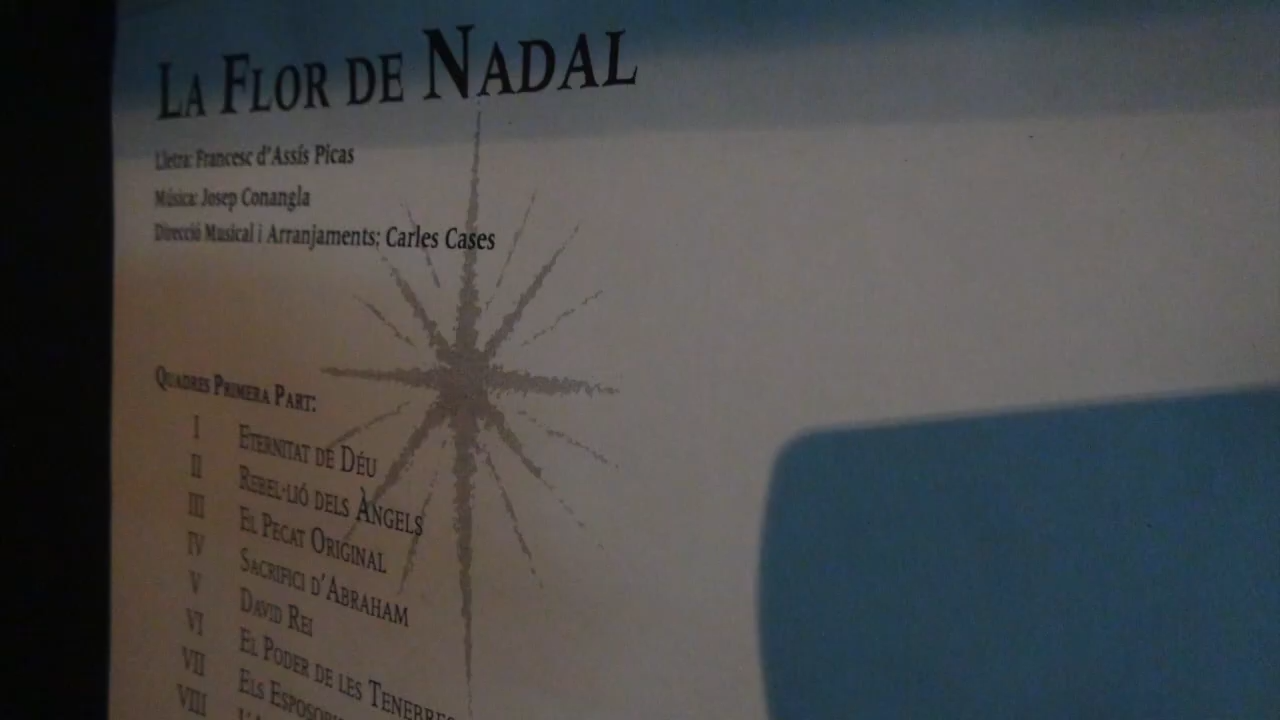 LA FLOR DE NADAL
Lletra: Francesc d'Assís Picas
Música: Josep Conangla
Direcció Musical i Arranjaments: Carles Cases
QUADRES PRIMERA PART:
I ETERNITAT DE DÉU
II REBEL·LIÓ DELS ÀNGELS
III EL PECAT ORIGINAL
IV SACRIFICI D'ABRAHAM
V DAVID REI
VI EL PODER DE LES TENEBRES
VII ELS
VIII